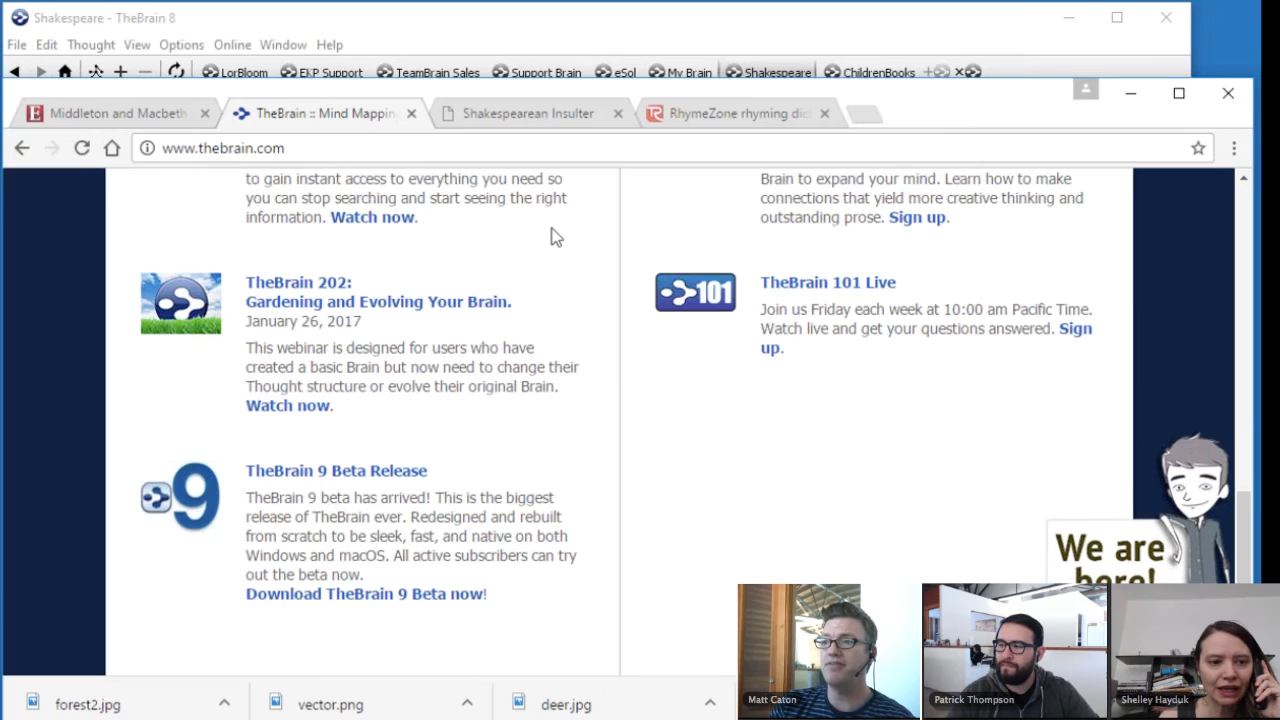 Shakespeare - TheBrain 8
File Edit Thought View Options Online Window Help
LorBloom EKP Support TeamBrain Sales Support Brain eSol My Brain Shakespeare ChildrenBooks
Middleton and Macbeth TheBrain :: Mind Mappin Shakespearean Insulter RhymeZone rhyming dic
www.thebrain.com
to gain instant access to everything you need so
you can stop searching and start seeing the right
information. Watch now.
Brain to expand your mind. Learn how to make
connections that yield more creative thinking and
outstanding prose. Sign up.
TheBrain 202:
Gardening and Evolving Your Brain.
January 26, 2017
This webinar is designed for users who have
created a basic Brain but now need to change their
Thought structure or evolve their original Brain.
Watch now.
101
TheBrain 101 Live
Join us Friday each week at 10:00 am Pacific Time.
Watch live and get your questions answered. Sign
up.
9
TheBrain 9 Beta Release
TheBrain 9 beta has arrived! This is the biggest
release of TheBrain ever. Redesigned and rebuilt
from scratch to be sleek, fast, and native on both
Windows and macOS. All active subscribers can try
out the beta now.
Download TheBrain 9 Beta now!
We are
here!
Matt Caton
Patrick Thompson
Shelley Hayduk
forest2.jpg vector.png deer.jpg